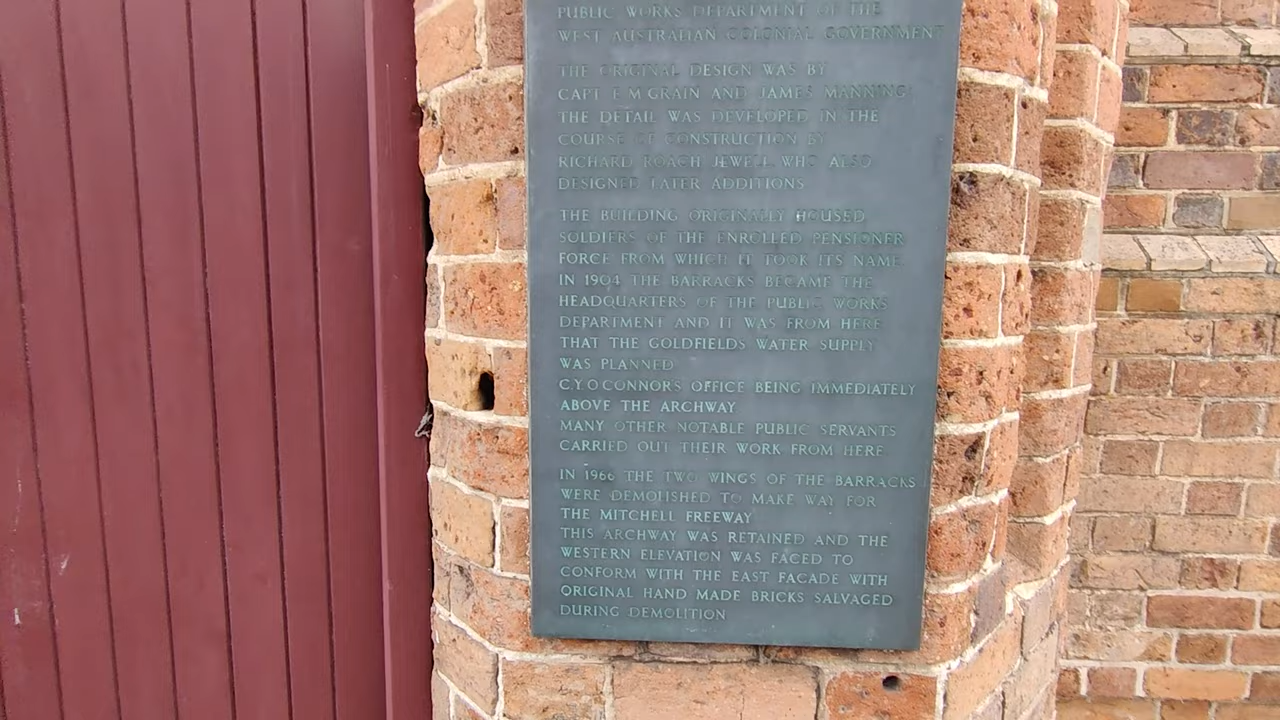 PUBLIC WORKS DEPARTMENT OF THE
WEST AUSTRALIAN COLONIAL GOVERNMENT
THE ORIGINAL DESIGN WAS BY
CAPT E M GRAIN AND JAMES MANNING:
THE DETAIL WAS DEVELOPED IN THE
COURSE OF CONSTRUCTION BY
RICHARD ROACH JEWELL WHO ALSO
DESIGNED LATER ADDITIONS
THE BUILDING ORIGINALLY HOUSED
SOLDIERS OF THE ENROLLED PENSIONER
FORCE FROM WHICH IT TOOK ITS NAME.
IN 1904 THE BARRACKS BECAME THE
HEADQUARTERS OF THE PUBLIC WORKS
DEPARTMENT AND IT WAS FROM HERE
THAT THE GOLDFIELDS WATER SUPPLY
WAS PLANNED
C.Y.O'CONNOR'S OFFICE BEING IMMEDIATELY
ABOVE THE ARCHWAY
MANY OTHER NOTABLE PUBLIC SERVANTS
CARRIED OUT THEIR WORK FROM HERE
IN 1966 THE TWO WINGS OF THE BARRACKS
WERE DEMOLISHED TO MAKE WAY FOR
THE MITCHELL FREEWAY
THIS ARCHWAY WAS RETAINED AND THE
WESTERN ELEVATION WAS FACED TO
CONFORM WITH THE EAST FACADE WITH
ORIGINAL HAND MADE BRICKS SALVAGED
DURING DEMOLITION